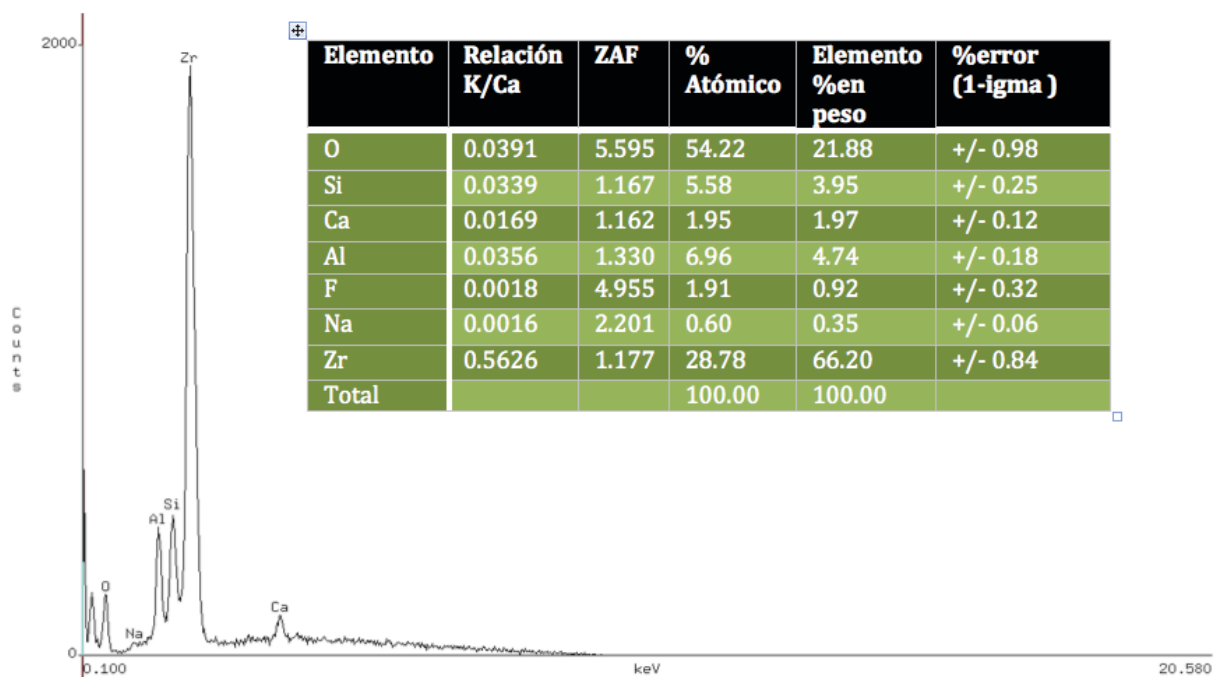 2000
Zr
Elemento Relación K/Ca ZAF % Atómico Elemento %en peso %error (1-igma )
O 0.0391 5.595 54.22 21.88 +/- 0.98
Si 0.0339 1.167 5.58 3.95 +/- 0.25
Ca 0.0169 1.162 1.95 1.97 +/- 0.12
Al 0.0356 1.330 6.96 4.74 +/- 0.18
F 0.0018 4.955 1.91 0.92 +/- 0.32
Na 0.0016 2.201 0.60 0.35 +/- 0.06
Zr 0.5626 1.177 28.78 66.20 +/- 0.84
Total 100.00 100.00
Counts
Si
Al
O
Ca
Na
0
0.100 keV 20.580